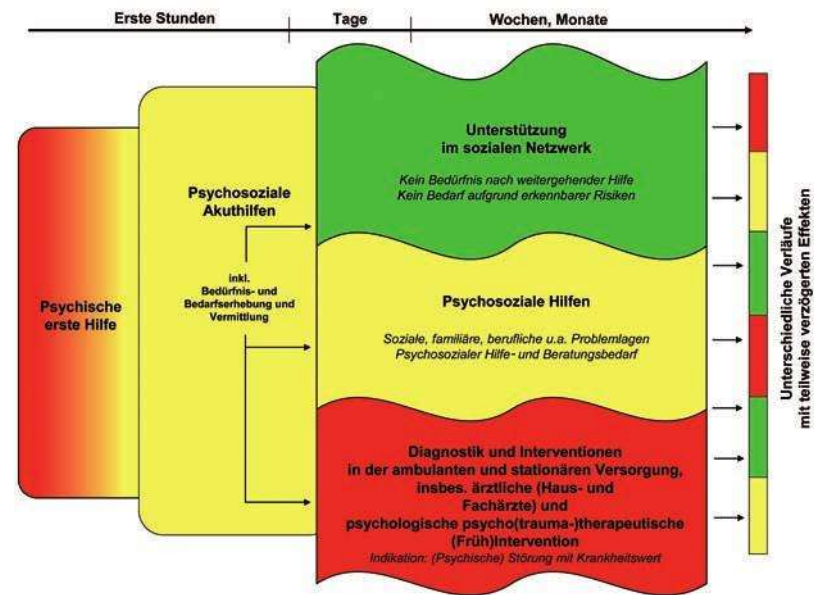 Erste Stunden
Tage
Wochen, Monate
Psychische
erste Hilfe
Psychosoziale
Akuthilfen
inkl.
Bedürfnis- und
Bedarfserhebung und
Vermittlung
Unterstützung
im sozialen Netzwerk
Kein Bedürfnis nach weitergehender Hilfe
Kein Bedarf aufgrund erkennbarer Risiken
Psychosoziale Hilfen
Soziale, familiäre, berufliche u.a. Problemlagen
Psychosozialer Hilfe- und Beratungsbedarf
Diagnostik und Interventionen
in der ambulanten und stationären Versorgung,
insbes. ärztliche (Haus- und
Fachärzte) und
psychologische psycho(trauma-)therapeutische
(Früh)Intervention
Indikation: (Psychische) Störung mit Krankheitswert
Unterschiedliche Verläufe
mit teilweise verzögerten Effekten